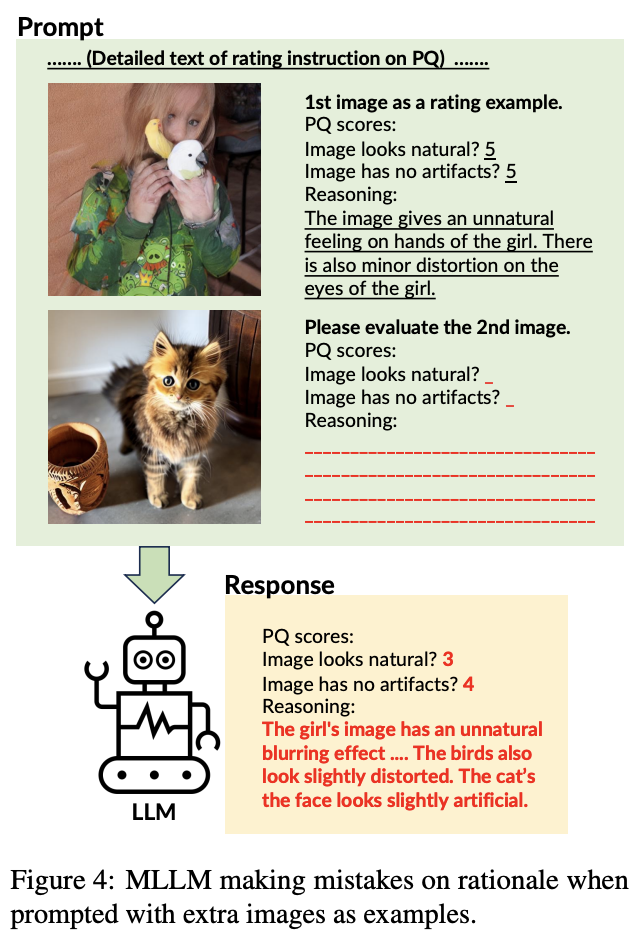 Prompt
……. (Detailed text of rating instruction on PQ) …….
1st image as a rating example.
PQ scores:
Image looks natural? 5
Image has no artifacts? 5
Reasoning:
The image gives an unnatural
feeling on hands of the girl. There
is also minor distortion on the
eyes of the girl.
Please evaluate the 2nd image.
PQ scores:
Image looks natural? _
Image has no artifacts? _
Reasoning:
Response
PQ scores:
Image looks natural? 3
Image has no artifacts? 4
Reasoning:
The girl's image has an unnatural
blurring effect .... The birds also
look slightly distorted. The cat’s
the face looks slightly artificial.
LLM
Figure 4: MLLM making mistakes on rationale when
prompted with extra images as examples.